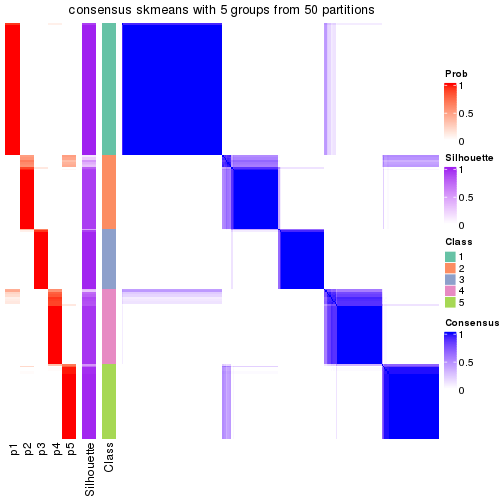 consensus skmeans with 5 groups from 50 partitions
Prob
1
0.5
0
Silhouette
1
0.5
0
Class
1
2
3
4
5
Consensus
1
0.5
0
p1
p2
p3
p4
p5
Silhouette
Class